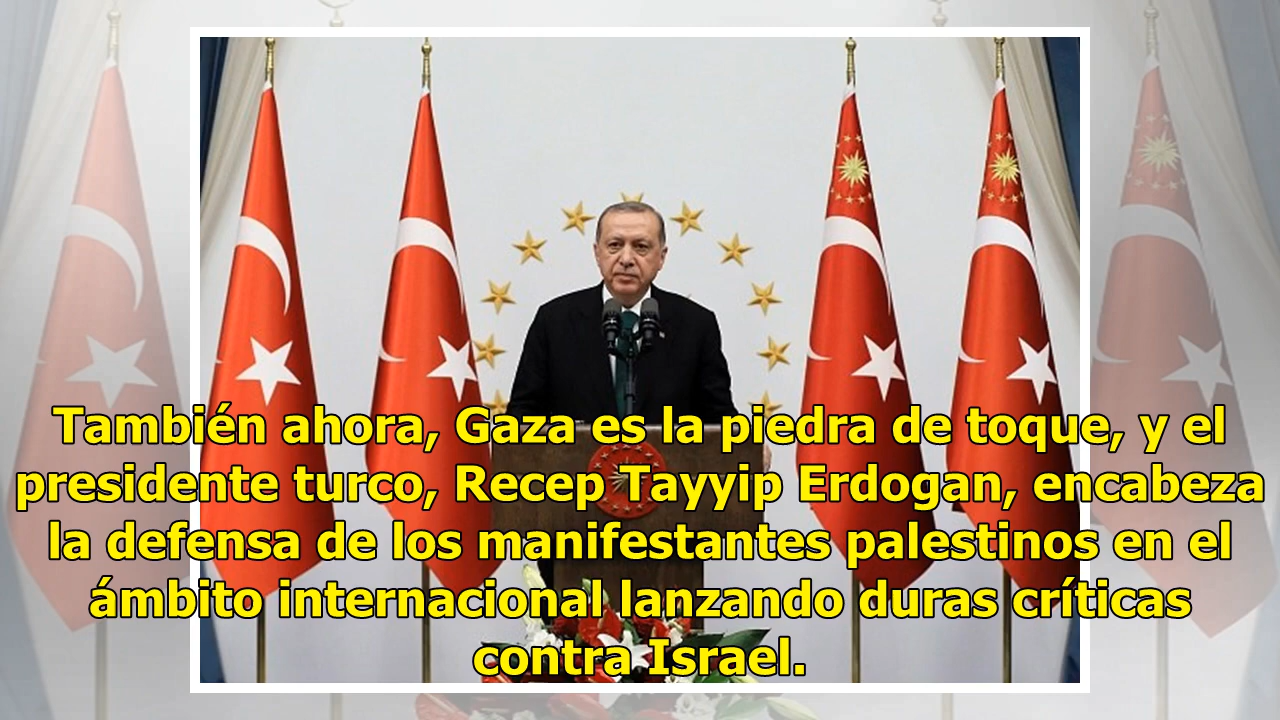 También ahora, Gaza es la piedra de toque, y el
presidente turco, Recep Tayyip Erdogan, encabeza
la defensa de los manifestantes palestinos en el
ámbito internacional lanzando duras críticas
contra Israel.